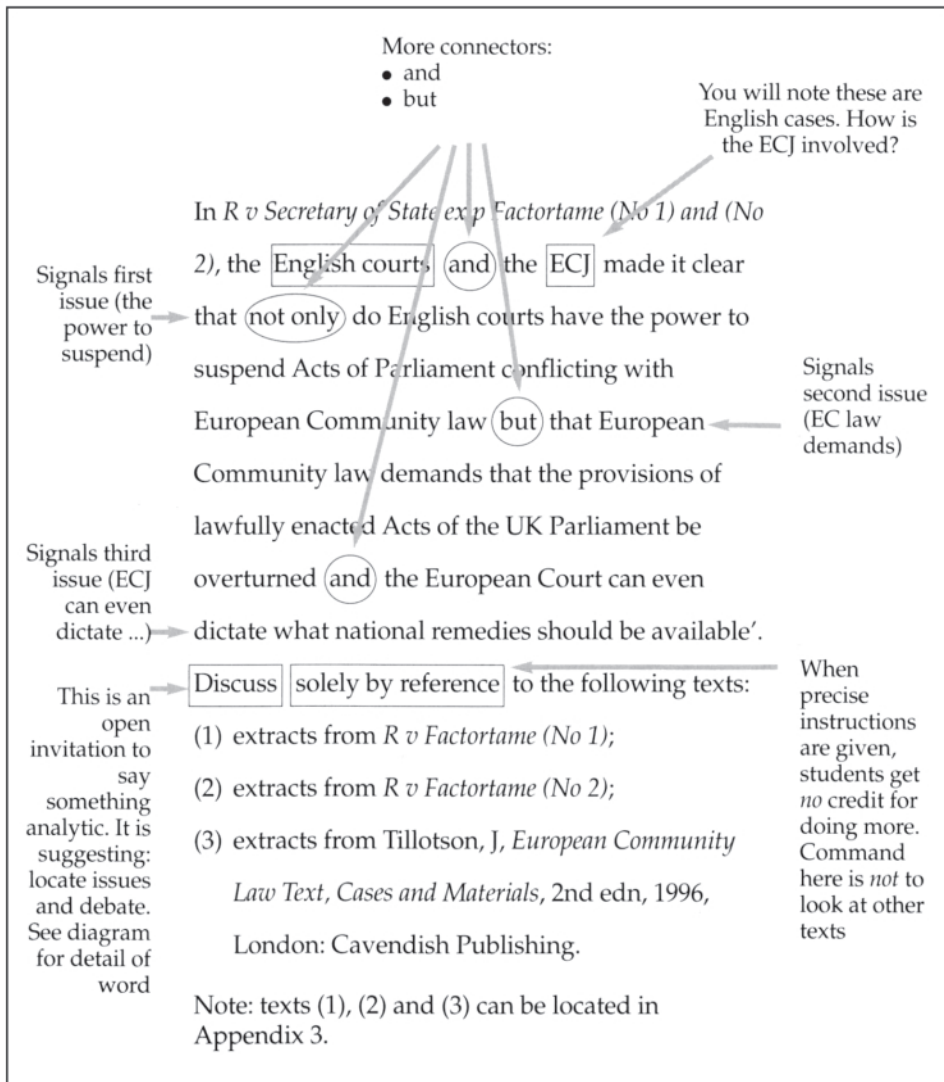 More connectors:
● and
● but
You will note these are
English cases. How is
the ECJ involved?
In R v Secretary of State ex p Factortame (No 1) and (No
2), the English courts and the ECJ made it clear
Signals first
issue (the
power to
suspend)
that not only do English courts have the power to
suspend Acts of Parliament conflicting with
European Community law but that European
Signals
second issue
(EC law
demands)
Community law demands that the provisions of
lawfully enacted Acts of the UK Parliament be
overturned and the European Court can even
Signals third
issue (ECJ
can even
dictate ...)
dictate what national remedies should be available'.
Discuss solely by reference to the following texts:
This is an
open
invitation to
say
something
analytic. It is
suggesting:
locate issues
and debate.
See diagram
for detail of
word
When
precise
instructions
are given,
students get
no credit for
doing more.
Command
here is not to
look at other
texts
(1) extracts from R v Factortame (No 1);
(2) extracts from R v Factortame (No 2);
(3) extracts from Tillotson, J, European Community
Law Text, Cases and Materials, 2nd edn, 1996,
London: Cavendish Publishing.
Note: texts (1), (2) and (3) can be located in
Appendix 3.